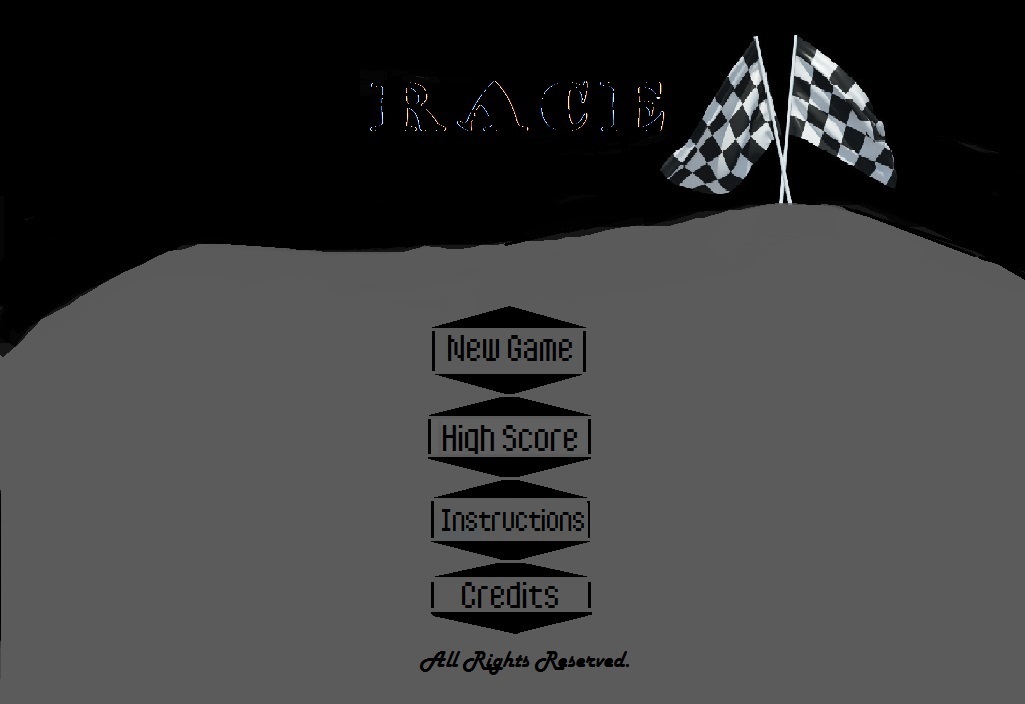 RACE
New Game
High Score
Instructions
Credits
All Rights Reserved.